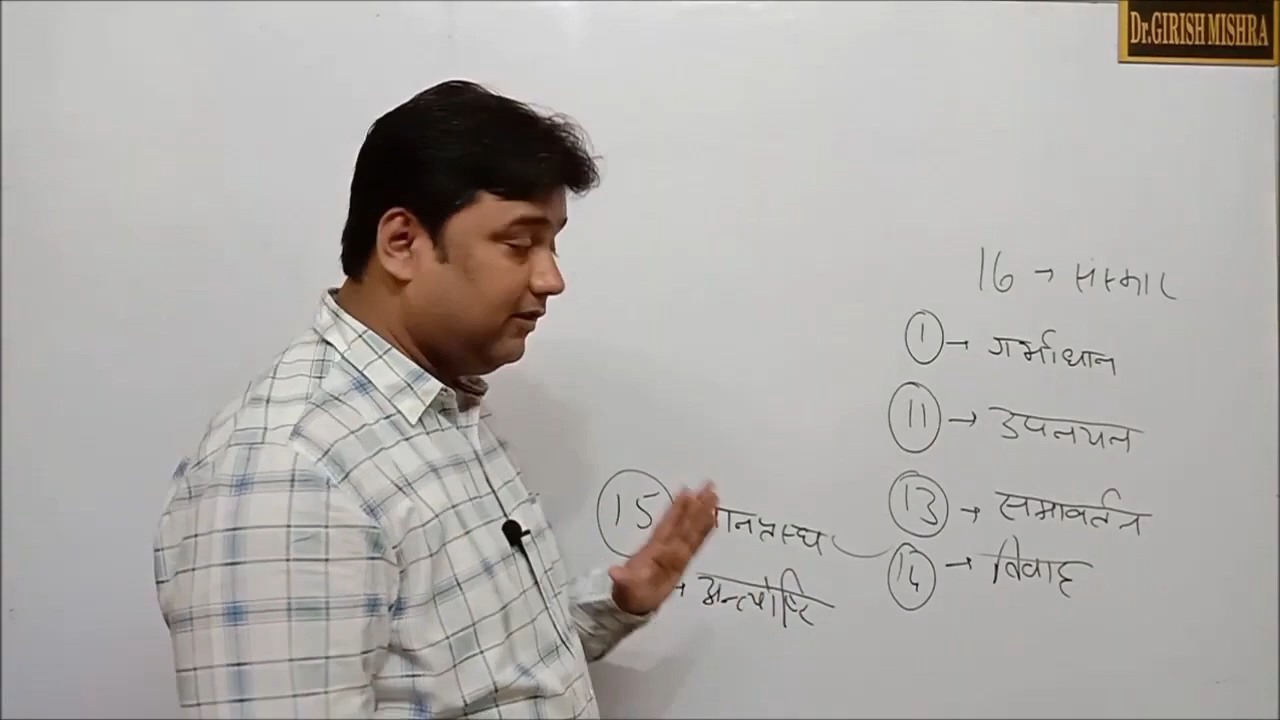 Dr.GIRISH MISHRA
16 → संस्कार
1 → गर्भाधान
11 → उपनयन
13 → समावर्तन
14 → विवाह
15
→ अन्त्येष्टि